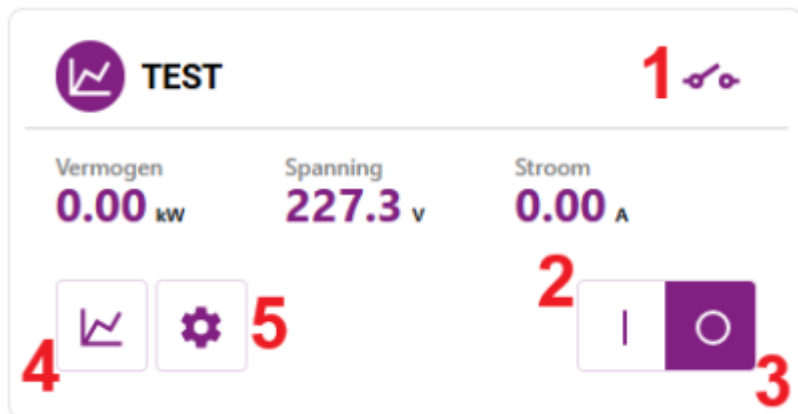 TEST 1
Vermogen Spanning Stroom
0.00 kW 227.3 V 0.00 A
2
4 5 3